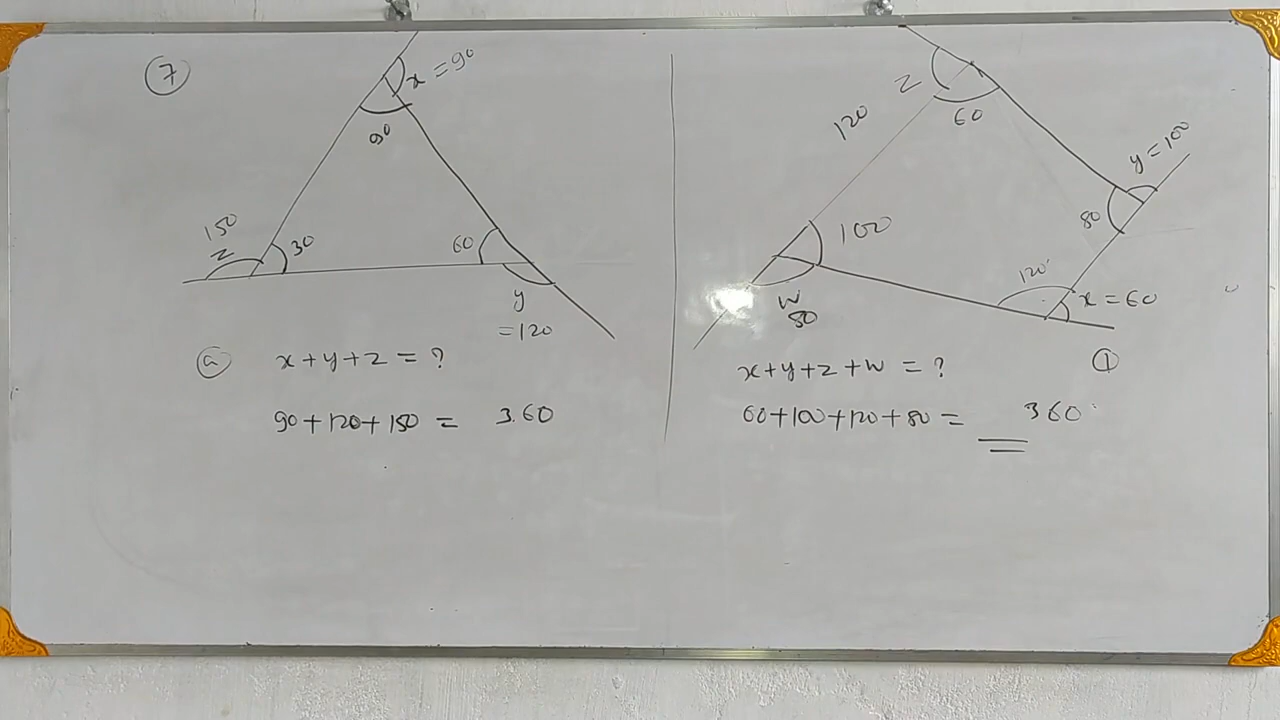 7
x = 90
90
150
z
30
60
y
= 120
a x + y + z = ?
90 + 120 + 150 = 360
z
120
60
y = 100
80
100
120
w
80
x = 60
x + y + z + w = ?
1
60 + 100 + 120 + 80 = 360